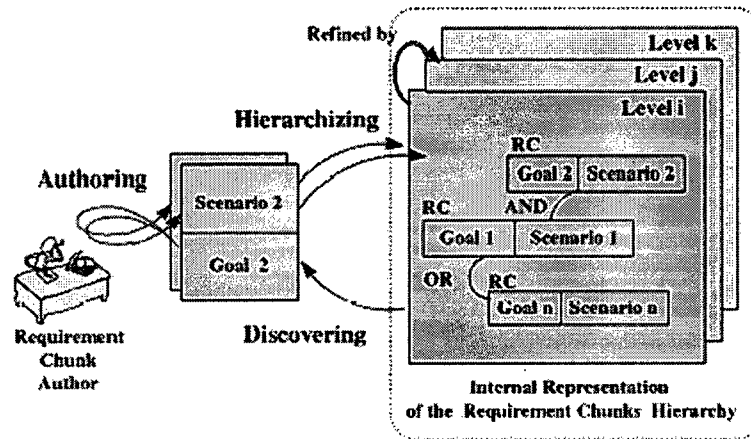 Refined by
Level k
Level j
Level i
Hierarchizing
RC
Goal 2 Scenario 2
Authoring
Scenario 2
AND
RC
Goal 1 Scenario 1
Goal 2
OR
RC
Goal n Scenario n
Discovering
Requirement
Chunk
Author
Internal Representation
of the Requirement Chunks Hierarchy